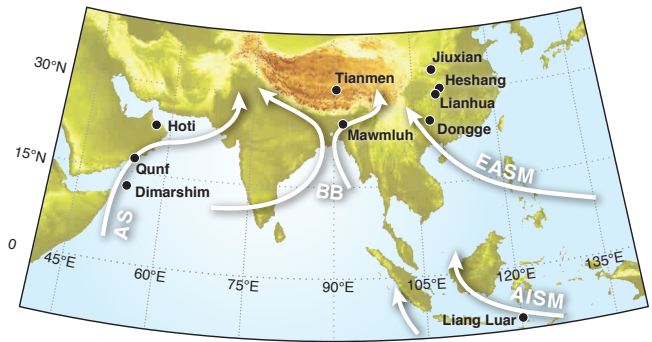 30°N
Jiuxian
Tianmen
Heshang
Lianhua
Hoti
Mawmluh
Dongge
15°N
Qunf
EASM
Dimarshim
BB
AS
0
45°E
60°E
75°E
90°E
105°E
120°E
135°E
AISM
Liang Luar